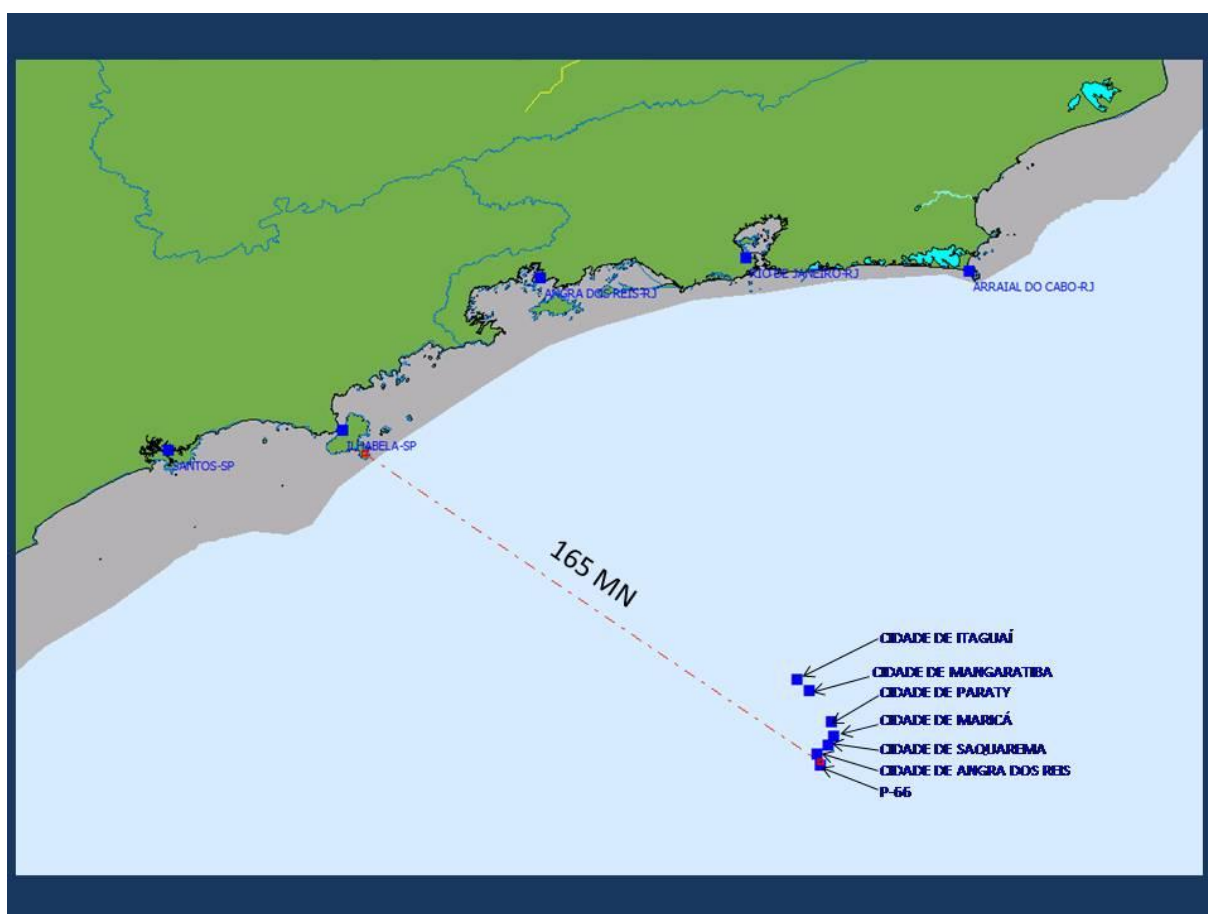 RIO DE JANEIRO-RJ
ANGRA DOS REIS-RJ
ARRAIAL DO CABO-RJ
ILHABELA-SP
SANTOS-SP
165 MN
CIDADE DE ITAGUAÍ
CIDADE DE MANGARATIBA
CIDADE DE PARATY
CIDADE DE MARICÁ
CIDADE DE SAQUAREMA
CIDADE DE ANGRA DOS REIS
P-66